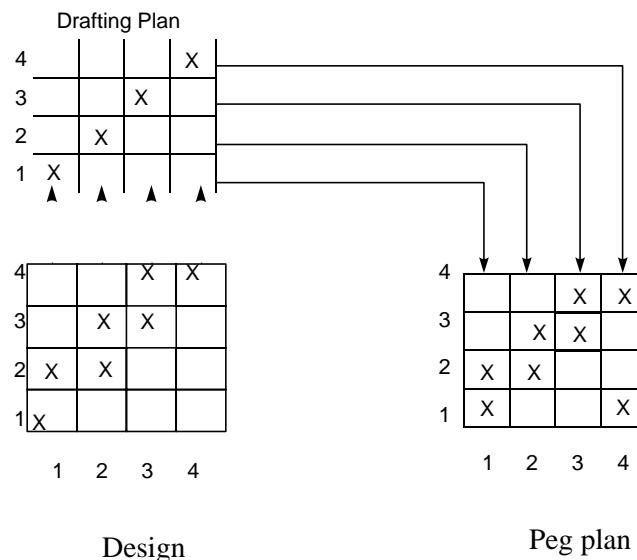 Drafting Plan
4 X
3 X
2 X
1 X
4 X X
3 X X
2 X X
1 X
1 2 3 4
Design
4 X X
3 X X
2 X X
1 X X
1 2 3 4
Peg plan